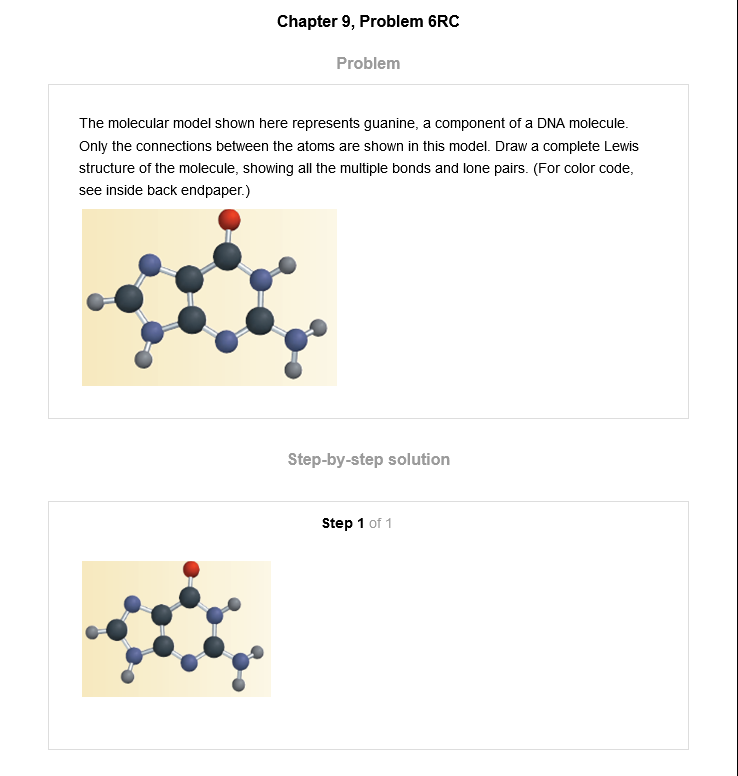 Chapter 9, Problem 6RC
Problem
The molecular model shown here represents guanine, a component of a DNA molecule.
Only the connections between the atoms are shown in this model. Draw a complete Lewis
structure of the molecule, showing all the multiple bonds and lone pairs. (For color code,
see inside back endpaper.)
Step-by-step solution
Step 1 of 1